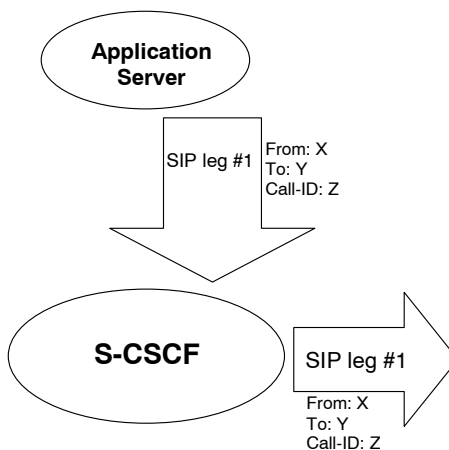 Application
Server
SIP leg #1
From: X
To: Y
Call-ID: Z
S-CSCF
SIP leg #1
From: X
To: Y
Call-ID: Z